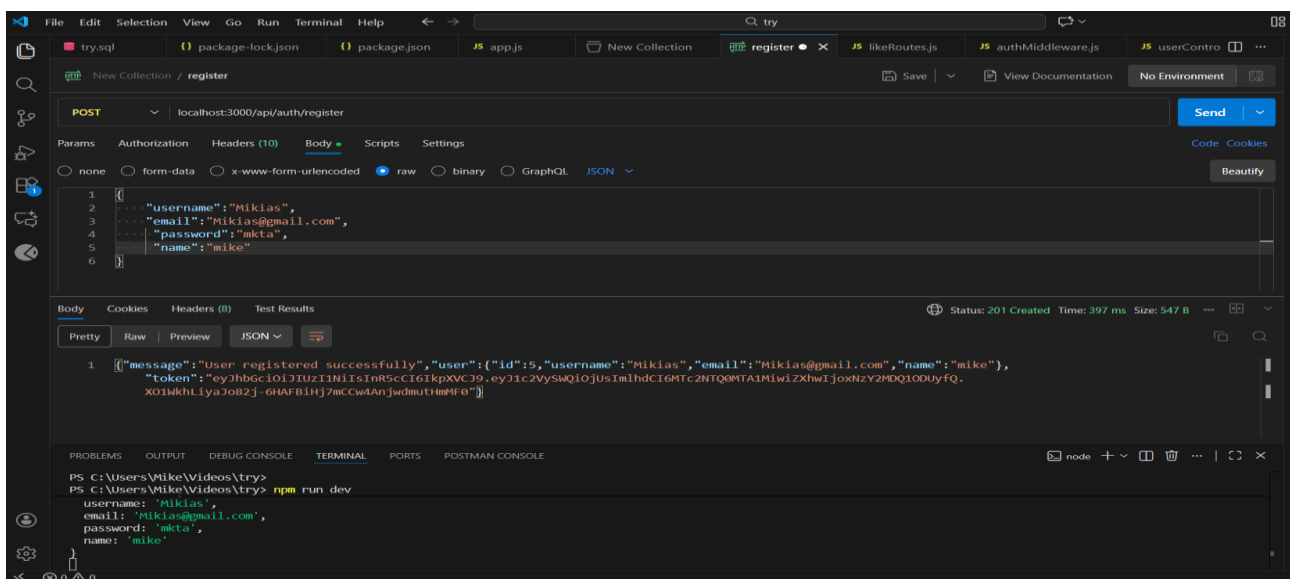 File Edit Selection View Go Run Terminal Help ← → try
try.sql {} package-lock.json {} package.json JS app.js New Collection register ● × JS likeRoutes.js JS authMiddleware.js JS userContro ...
New Collection / register Save View Documentation No Environment
POST localhost:3000/api/auth/register Send
Params Authorization Headers (10) Body Scripts Settings Code Cookies
none form-data x-www-form-urlencoded raw binary GraphQL JSON Beautify
1 {
2 "username":"Mikias",
3 "email":"Mikias@gmail.com",
4 "password":"mkta",
5 "name":"mike"
6 }
Body Cookies Headers (8) Test Results Status: 201 Created Time: 397 ms Size: 547 B ...
Pretty Raw Preview JSON
1 {"message":"User registered successfully","user":{"id":5,"username":"Mikias","email":"Mikias@gmail.com","name":"mike"},
"token":"eyJhbGciOiJIUzI1NiIsInR5cCI6IkpXVCJ9.eyJ1c2VySWQiOjUsImlhdCI6MTc2NTQ0MTA1MiwiZXhwIjoxNzY2MDQ1ODUyfQ.
XO1WkhLiyaJo82j-6HAFBiHj7mCCw4AnjwdmutHmMF0"}
PROBLEMS OUTPUT DEBUG CONSOLE TERMINAL PORTS POSTMAN CONSOLE node ...
PS C:\Users\Mike\Videos\try>
PS C:\Users\Mike\Videos\try> npm run dev
username: 'Mikias',
email: 'Mikias@gmail.com',
password: 'mkta',
name: 'mike'
}
0 0